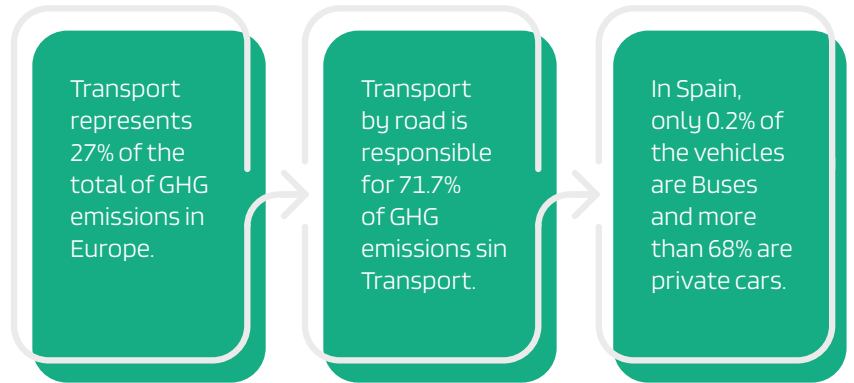 Transport
represents
27% of the
total of GHG
emissions in
Europe.
Transport
by road is
responsible
for 71.7%
of GHG
emissions sin
Transport.
In Spain,
only 0.2% of
the vehicles
are Buses
and more
than 68% are
private cars.